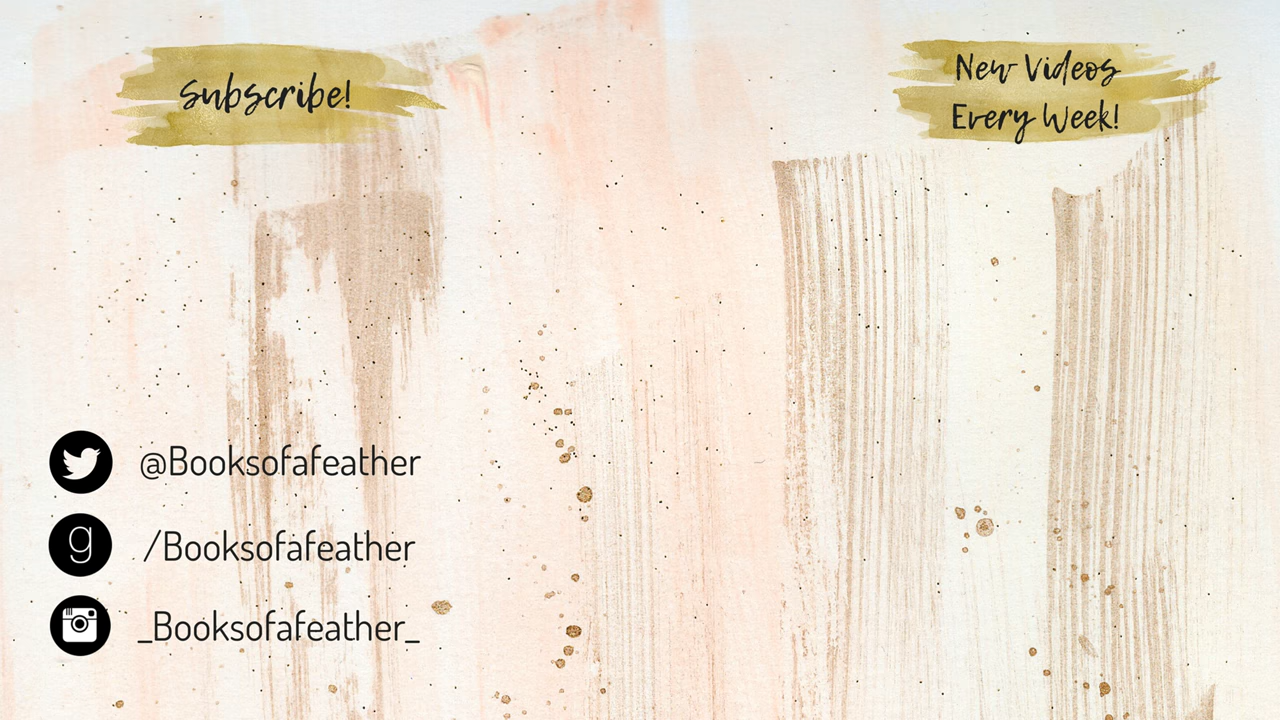 Subscribe!
New Videos
Every Week!
@Booksofafeather
g
/Booksofafeather
_Booksofafeather_